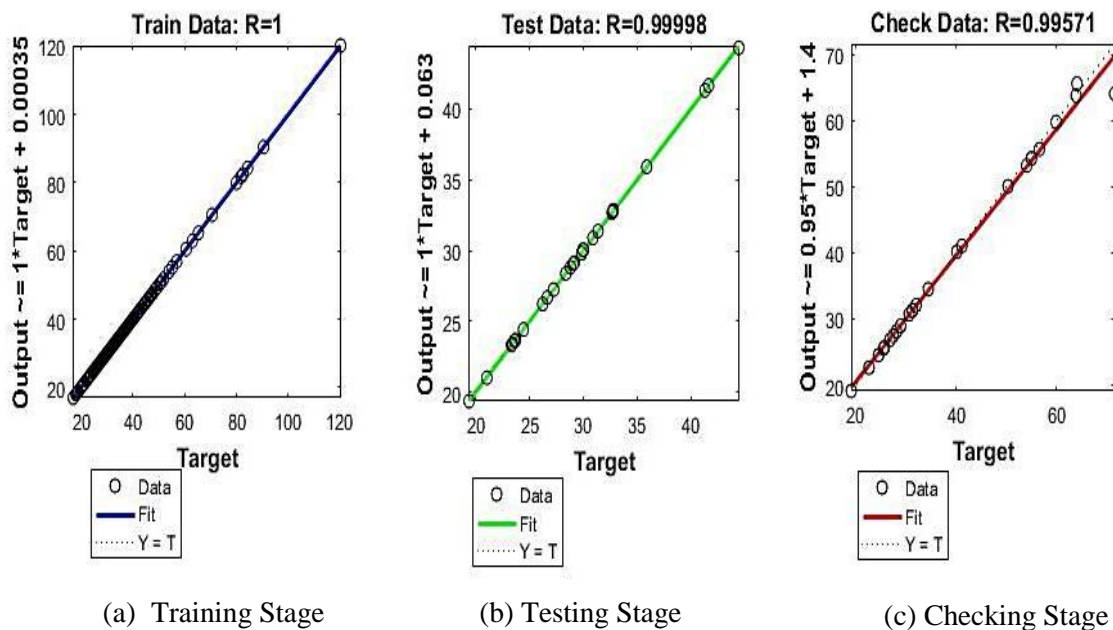 Train Data: R=1
Output ~= 1*Target + 0.00035
120
100
80
60
40
20
20 40 60 80 100 120
Target
Data
Fit
Y = T
(a) Training Stage
Test Data: R=0.99998
Output ~= 1*Target + 0.063
40
35
30
25
20
20 25 30 35 40
Target
Data
Fit
Y = T
(b) Testing Stage
Check Data: R=0.99571
Output ~= 0.95*Target + 1.4
70
60
50
40
30
20
20 40 60
Target
Data
Fit
Y = T
(c) Checking Stage